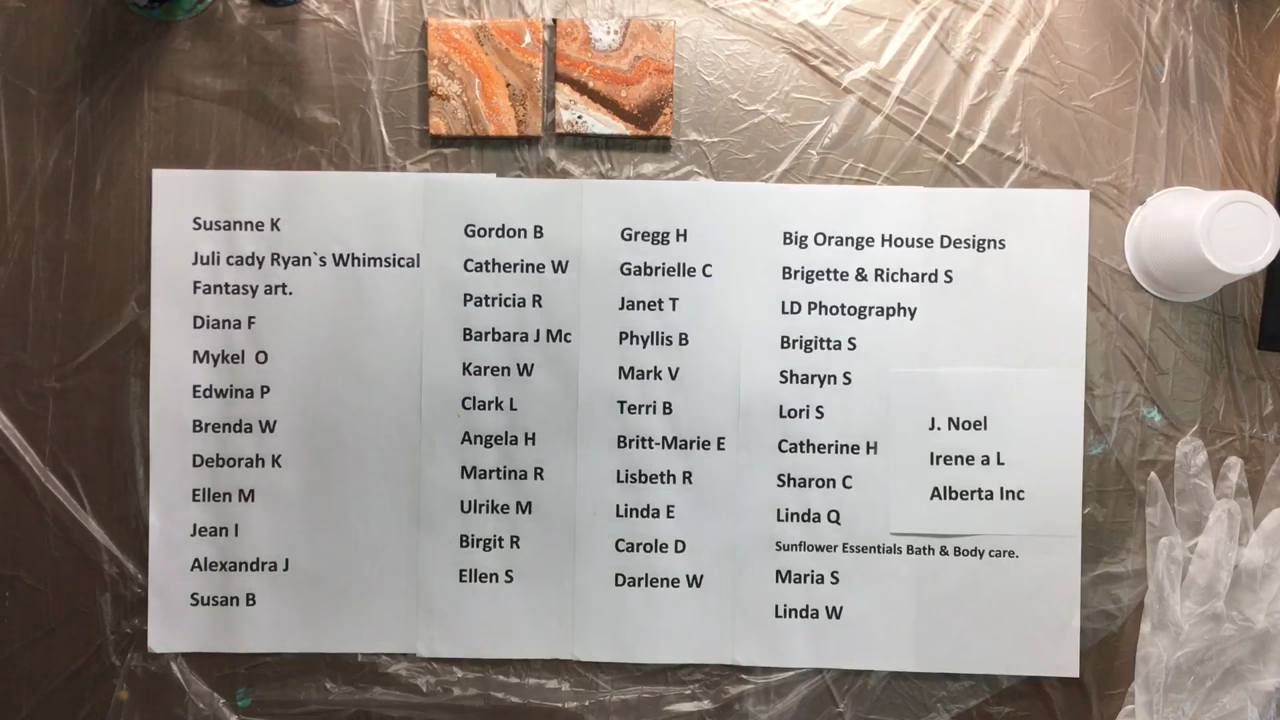 Susanne K
Juli cady Ryan`s Whimsical
Fantasy art.
Diana F
Mykel  O
Edwina P
Brenda W
Deborah K
Ellen M
Jean I
Alexandra J
Susan B
Gordon B
Catherine W
Patricia R
Barbara J Mc
Karen W
Clark L
Angela H
Martina R
Ulrike M
Birgit R
Ellen S
Gregg H
Gabrielle C
Janet T
Phyllis B
Mark V
Terri B
Britt-Marie E
Lisbeth R
Linda E
Carole D
Darlene W
Big Orange House Designs
Brigette & Richard S
LD Photography
Brigitta S
Sharyn S
Lori S
Catherine H
Sharon C
Linda Q
Sunflower Essentials Bath & Body care.
Maria S
Linda W
J. Noel
Irene a L
Alberta Inc